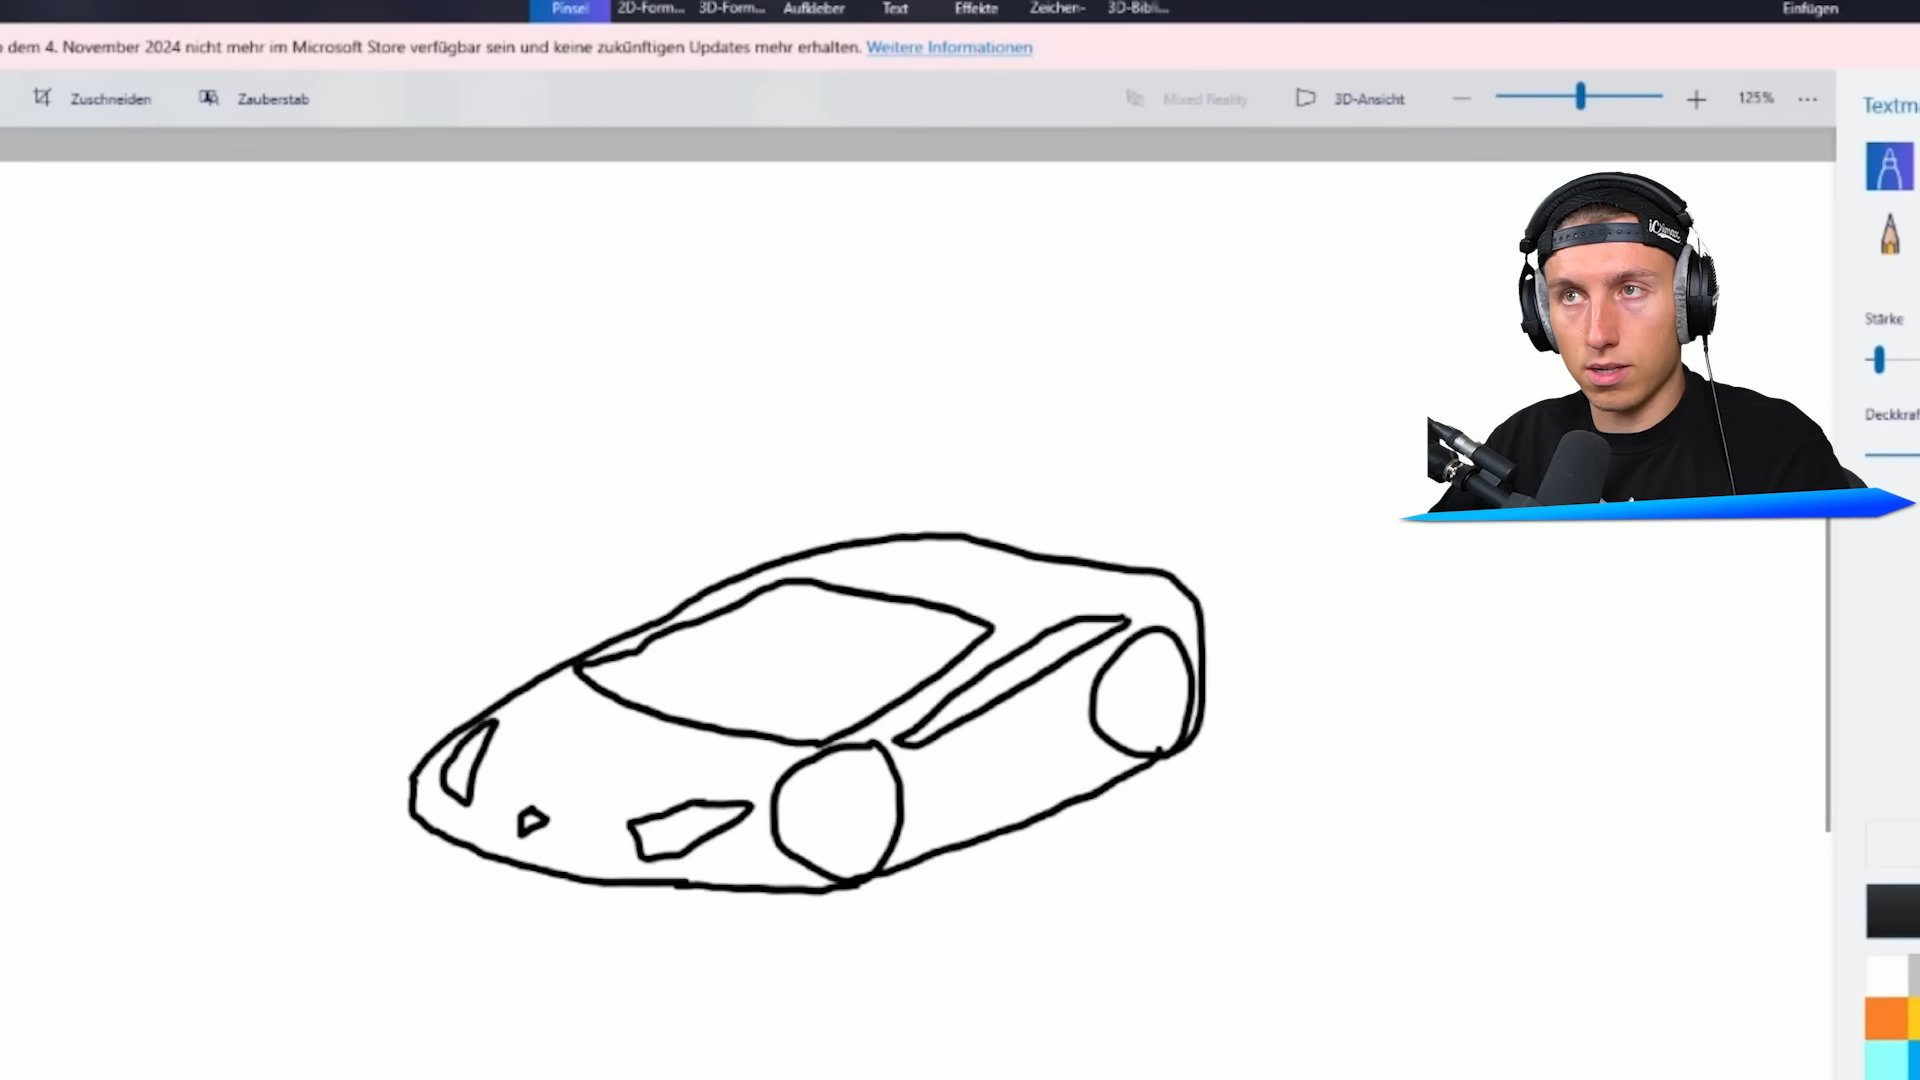 Pinsel 2D-Form... 3D-Form... Aufkleber Text Effekte Zeichen- 3D-Bibl... Einfügen
dem 4. November 2024 nicht mehr im Microsoft Store verfügbar sein und keine zukünftigen Updates mehr erhalten. Weitere Informationen
Zuschneiden Zauberstab Mixed Reality 3D-Ansicht 125% ...
Textma
Stärke
Deckkraf